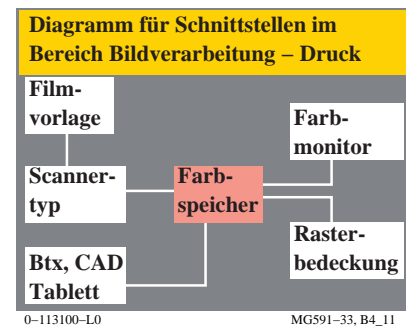 Diagramm für Schnittstellen im
Bereich Bildverarbeitung – Druck
Film-
vorlage
Farb-
monitor
Scanner-
typ
Farb-
speicher
Raster-
bedeckung
Btx, CAD
Tablett
0–113100–L0
MG591–33, B4_11